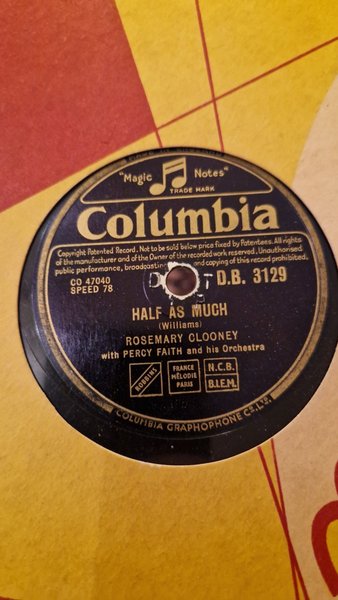 "Magic Notes"
TRADE MARK
Columbia
Copyright Patented Record. Not to be sold below price fixed by Patentees. All rights
of the manufacturer and of the Owner of the recorded work reserved. Unauthorised
public performance, broadcasting and copying of this record prohibited.
CO 47040
SPEED 78
D.B. 3129
HALF AS MUCH
(Williams)
ROSEMARY CLOONEY
with PERCY FAITH and his Orchestra
ROBBINS
FRANCE
MÉLODIE
PARIS
N.C.B.
B.I.E.M.
COLUMBIA GRAPHOPHONE CO., LTD.